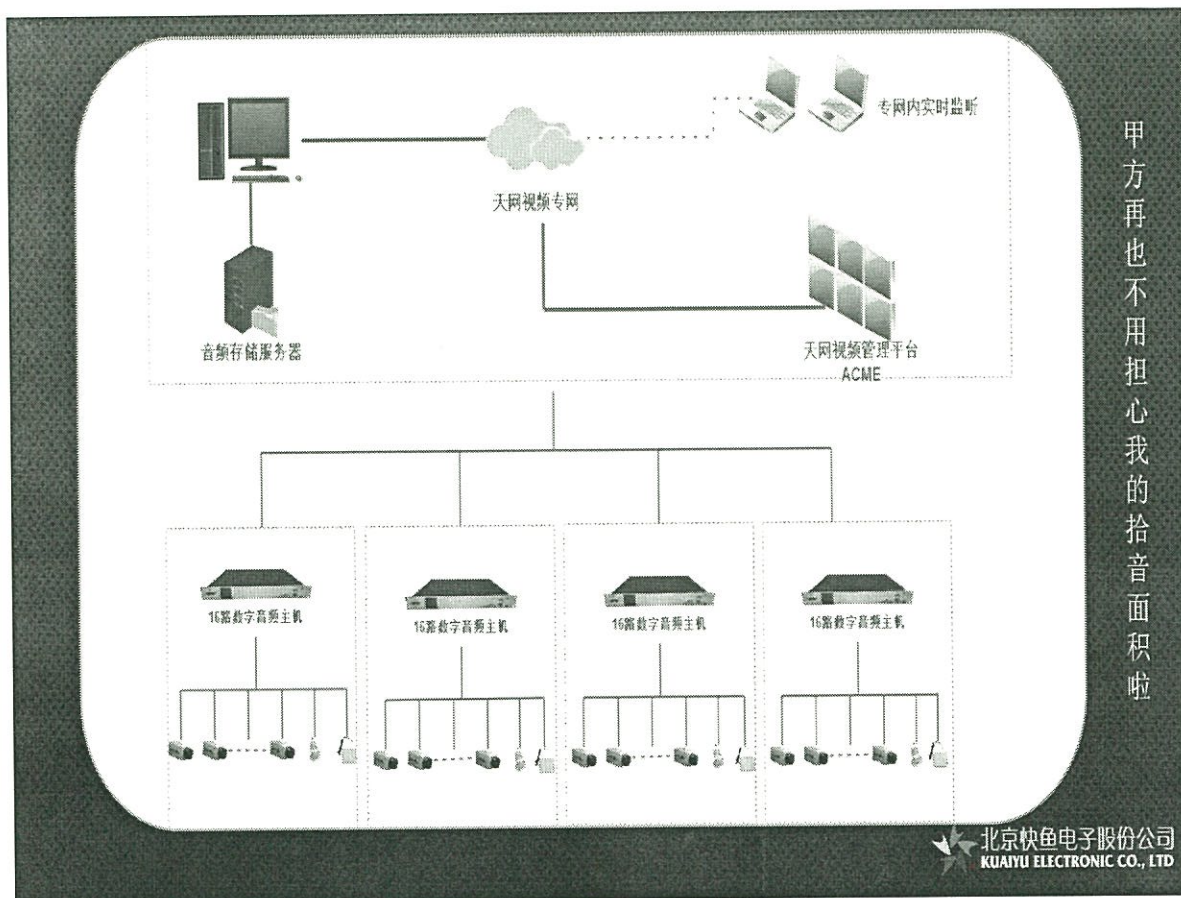 专网内实时监听
天网视频专网
音频存储服务器
天网视频管理平台
ACME
16路数字音频主机
16路数字音频主机
16路数字音频主机
16路数字音频主机
甲方再也不用担心我的拾音面积啦
北京快鱼电子股份公司
KUAIYU ELECTRONIC CO., LTD